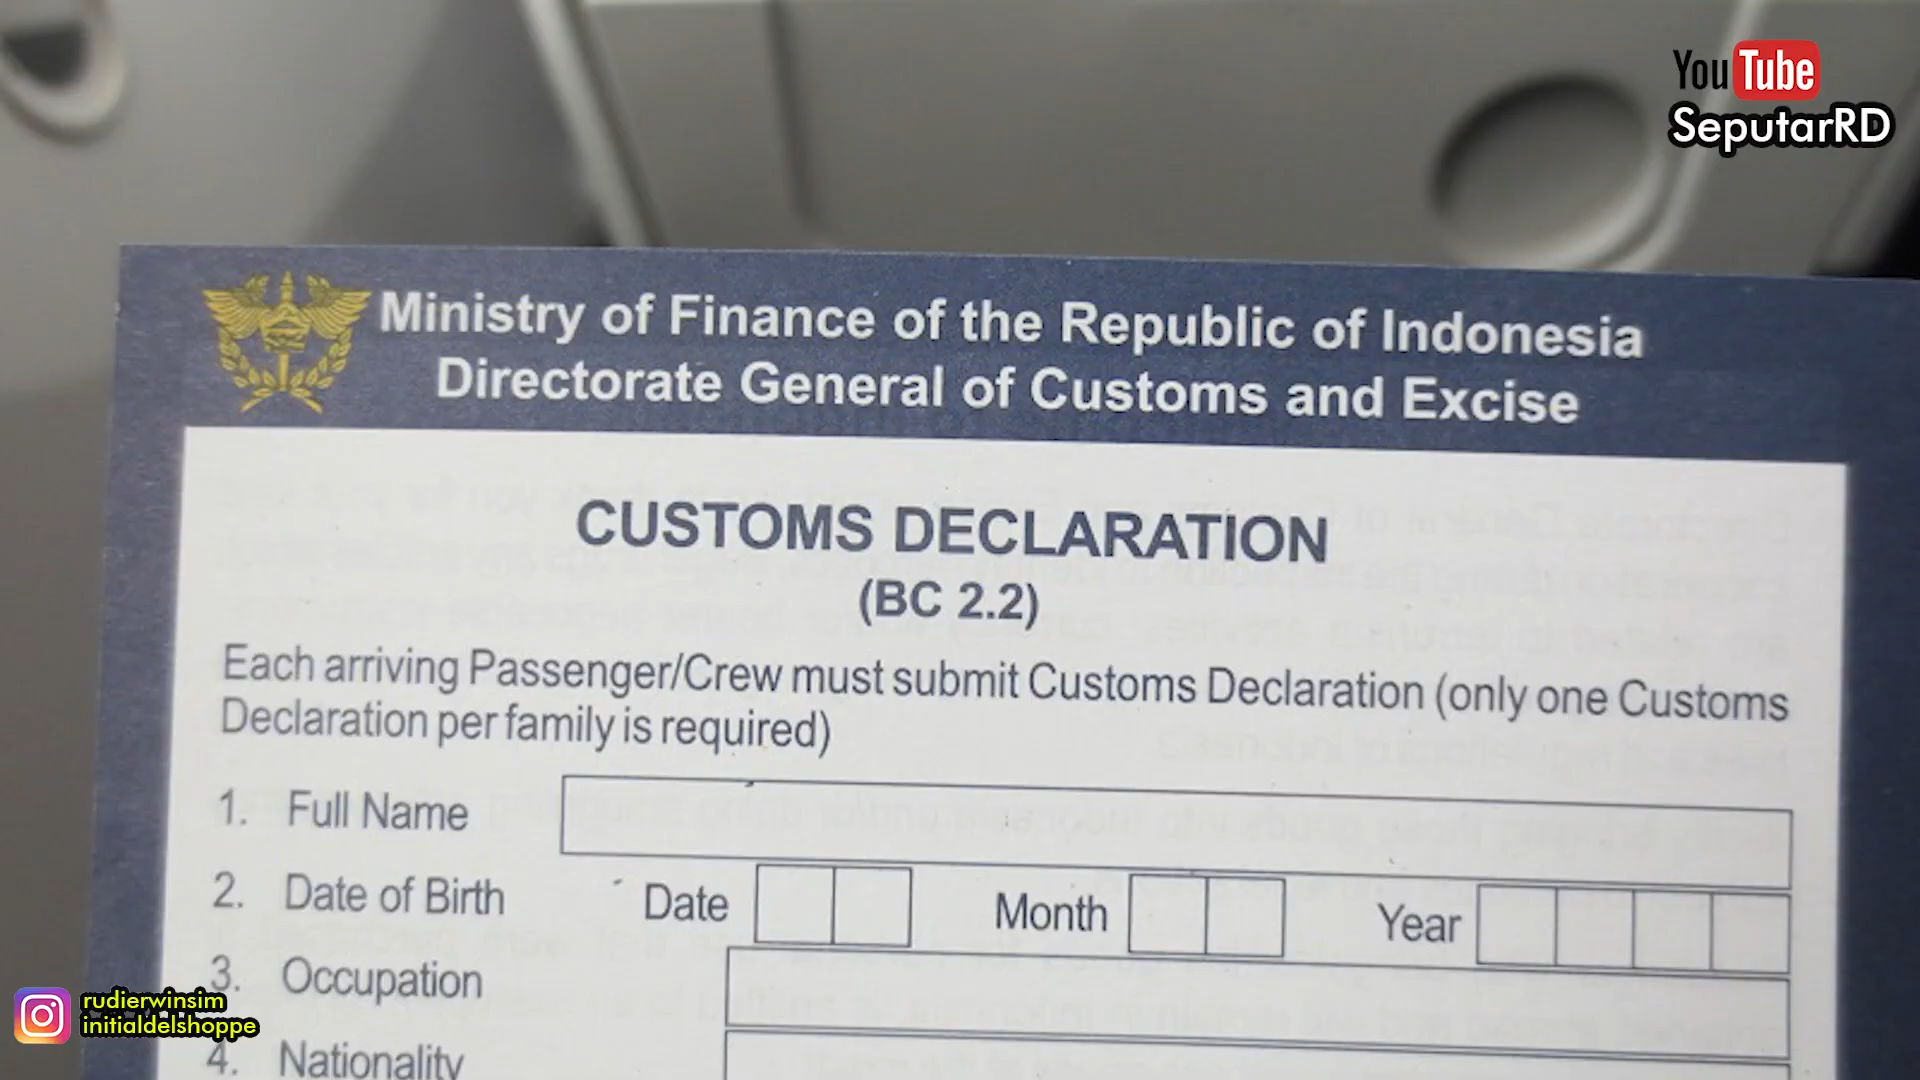 YouTube
SeputarRD
Ministry of Finance of the Republic of Indonesia
Directorate General of Customs and Excise
CUSTOMS DECLARATION
(BC 2.2)
Each arriving Passenger/Crew must submit Customs Declaration (only one Customs
Declaration per family is required)
1. Full Name
2. Date of Birth Date Month Year
3. Occupation
4. Nationality
rudierwinsim
initialdelshoppe